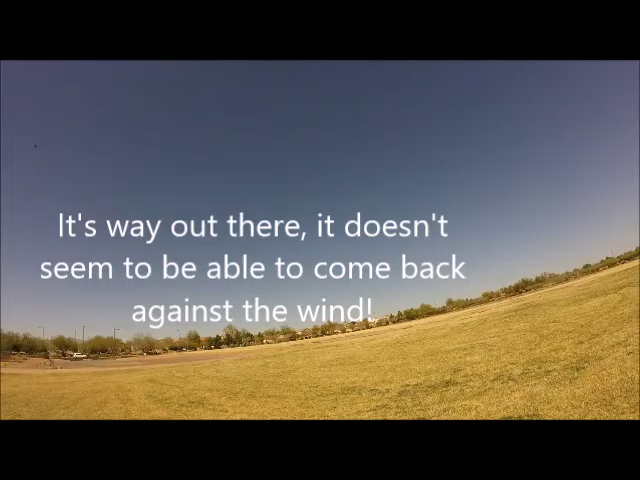 It's way out there, it doesn't
seem to be able to come back
against the wind!